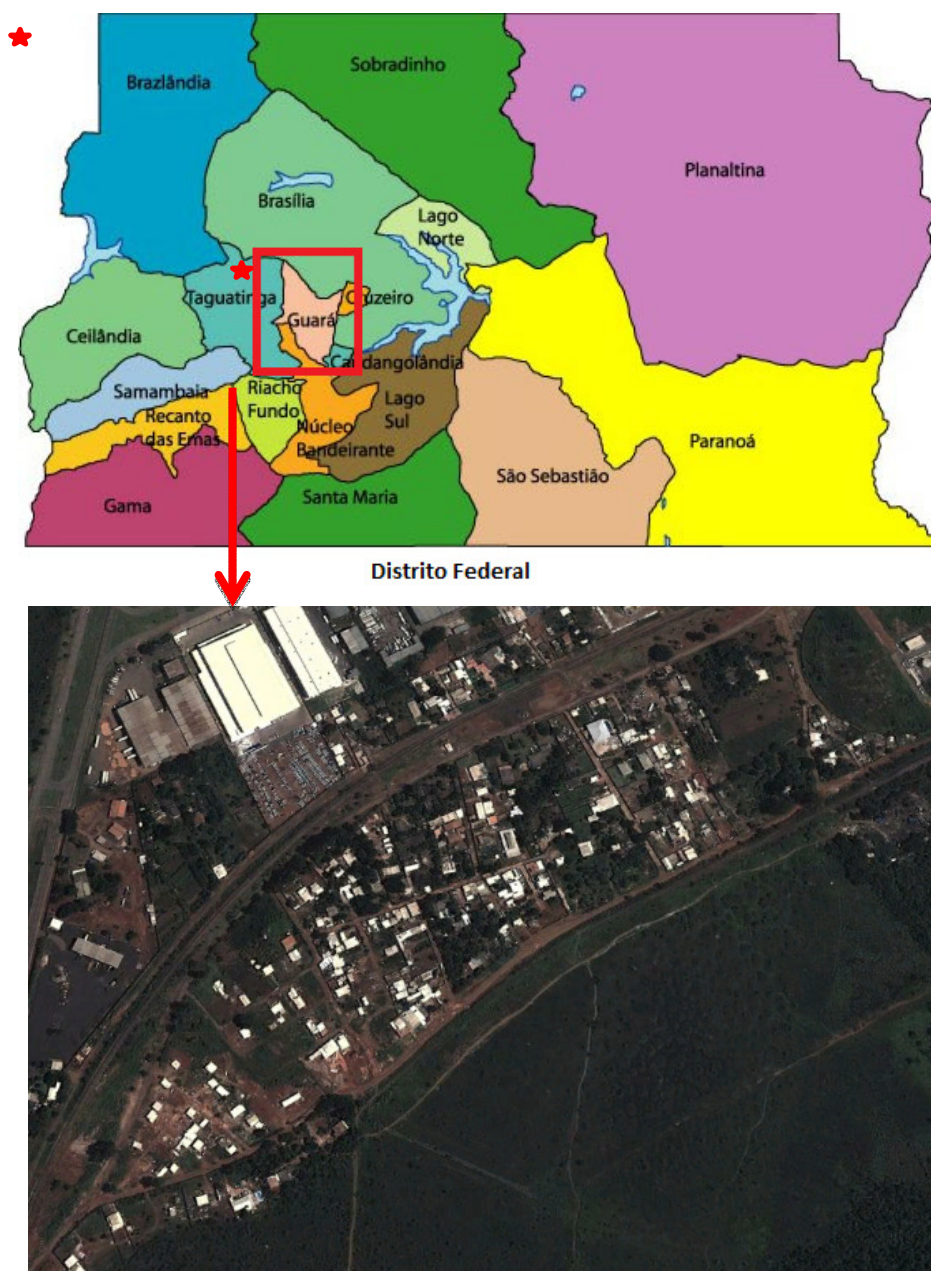 Brazlândia
Sobradinho
Planaltina
Brasília
Lago
Norte
Taguatinga
Cruzeiro
Guará
Ceilândia
Candangolândia
Samambaia
Riacho
Fundo
Lago
Sul
Recanto
das Emas
Núcleo
Bandeirante
Paranoá
São Sebastião
Gama
Santa Maria
Distrito Federal